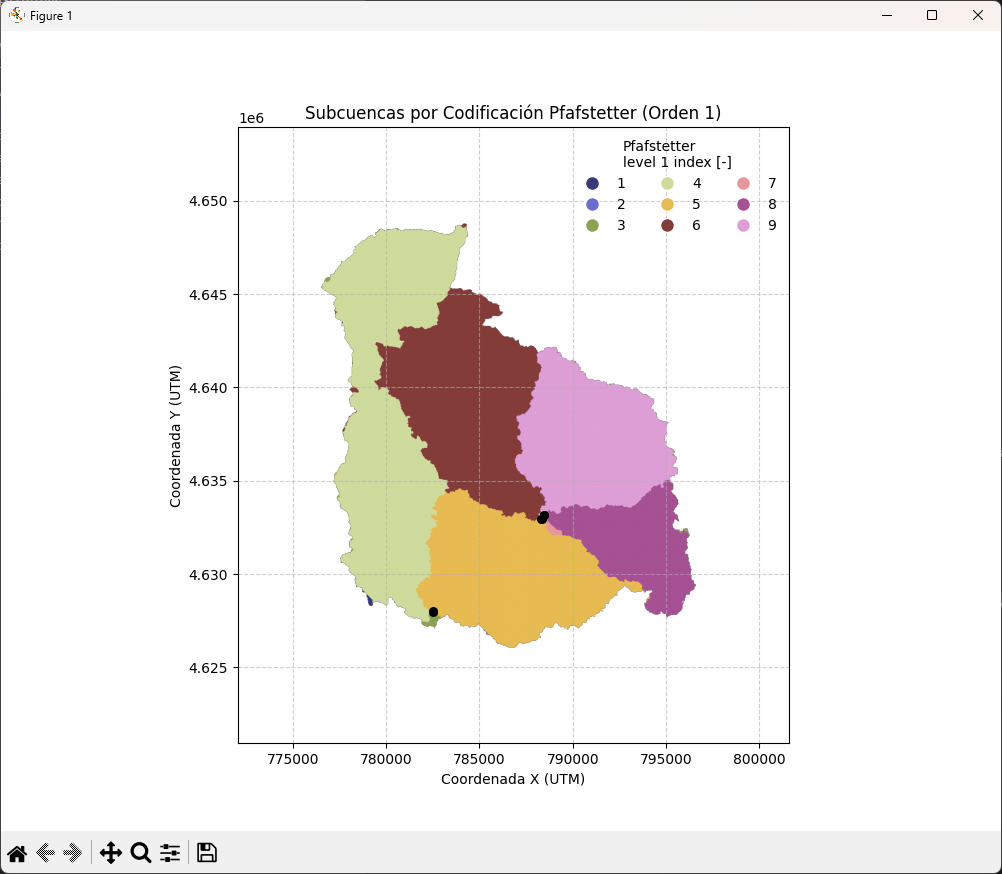 Figure 1
Subcuencas por Codificación Pfafstetter (Orden 1)
1e6
Pfafstetter
level 1 index [-]
1 4 7
2 5 8
3 6 9
4.650
4.645
4.640
4.635
4.630
4.625
Coordenada Y (UTM)
775000 780000 785000 790000 795000 800000
Coordenada X (UTM)